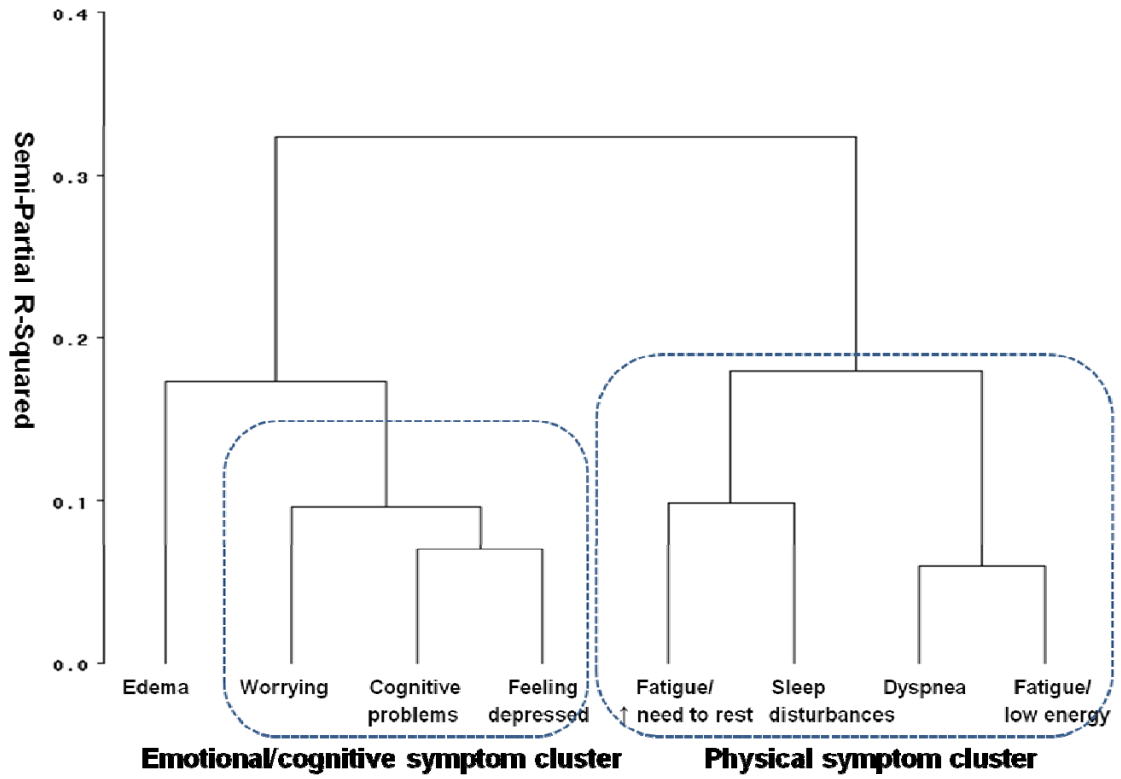 0.4
0.3
0.2
0.1
0.0
Semi-Partial R-Squared
Edema
Worrying
Cognitive
problems
Feeling
depressed
Fatigue/
↑ need to rest
Sleep
disturbances
Dyspnea
Fatigue/
low energy
Emotional/cognitive symptom cluster
Physical symptom cluster